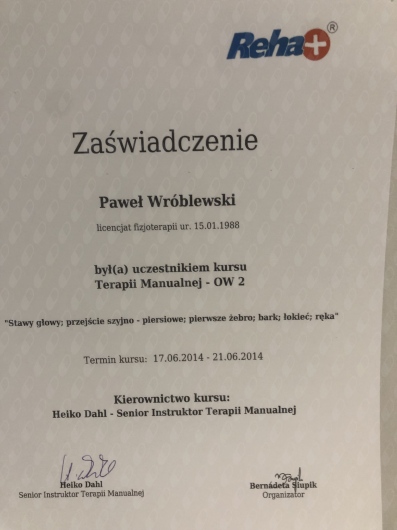 Reha+®
Zaświadczenie
Paweł Wróblewski
licencjat fizjoterapii ur. 15.01.1988
był(a) uczestnikiem kursu
Terapii Manualnej - OW 2
"Stawy głowy; przejście szyjno - piersiowe; pierwsze żebro; bark; łokieć; ręka"
Termin kursu: 17.06.2014 - 21.06.2014
Kierownictwo kursu:
Heiko Dahl - Senior Instruktor Terapii Manualnej
Heiko Dahl
Senior Instruktor Terapii Manualnej
Bernadeta Słupik
Organizator